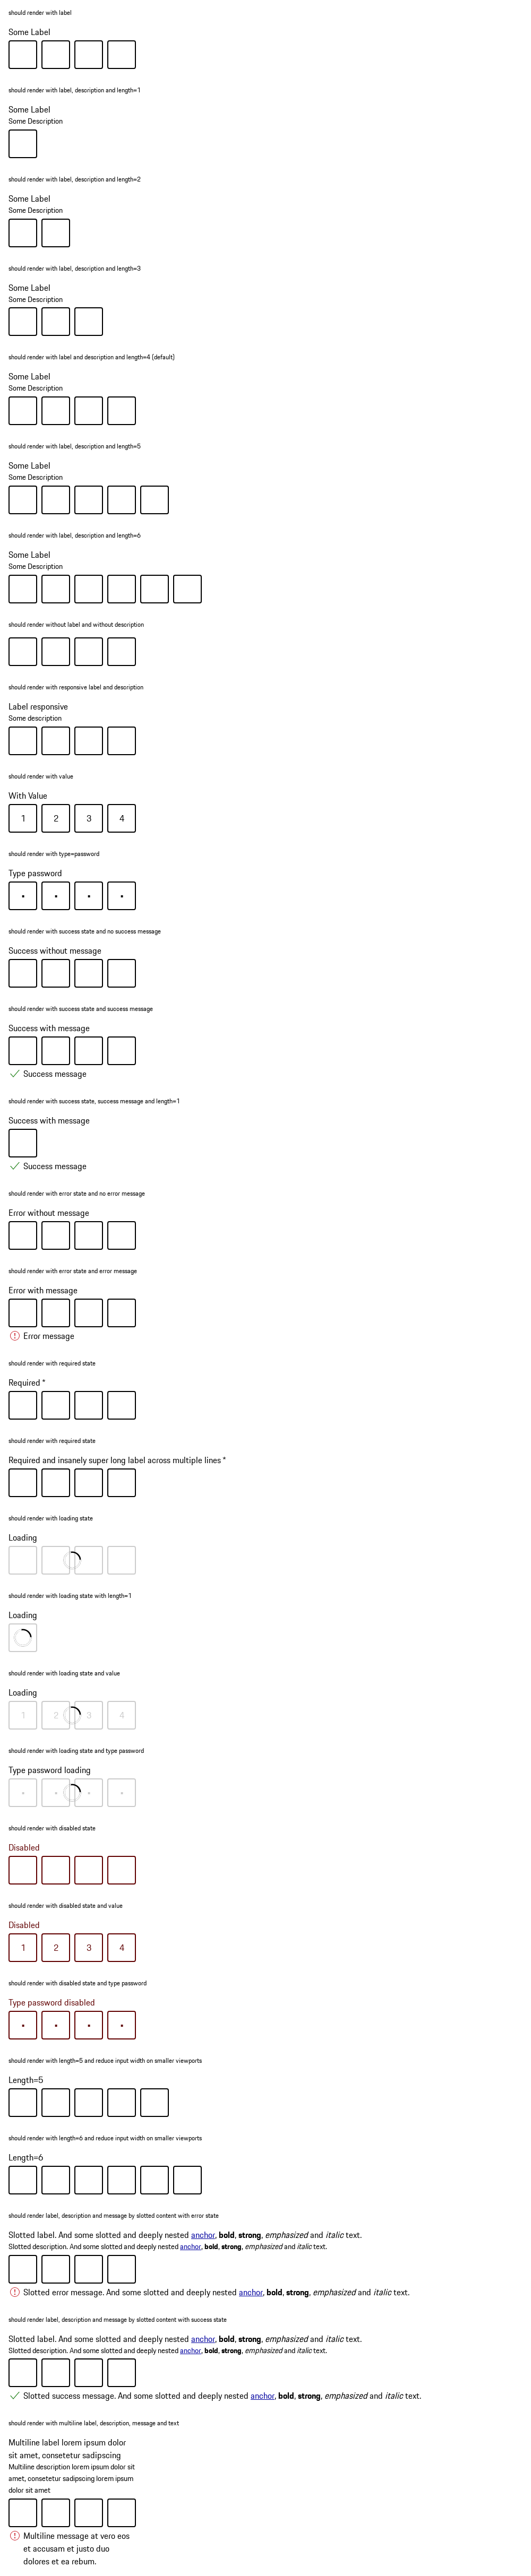 should render with label
Some Label
should render with label, description and length=1
Some Label
Some Description
should render with label, description and length=2
Some Label
Some Description
should render with label, description and length=3
Some Label
Some Description
should render with label and description and length=4 (default)
Some Label
Some Description
should render with label, description and length=5
Some Label
Some Description
should render with label, description and length=6
Some Label
Some Description
should render without label and without description
should render with responsive label and description
Label responsive
Some description
should render with value
With Value
1 2 3 4
should render with type=password
Type password
• • • •
should render with success state and no success message
Success without message
should render with success state and success message
Success with message
Success message
should render with success state, success message and length=1
Success with message
Success message
should render with error state and no error message
Error without message
should render with error state and error message
Error with message
Error message
should render with required state
Required *
should render with required state
Required and insanely super long label across multiple lines *
should render with loading state
Loading
should render with loading state with length=1
Loading
should render with loading state and value
Loading
1 2 3 4
should render with loading state and type password
Type password loading
• • • •
should render with disabled state
Disabled
should render with disabled state and value
Disabled
1 2 3 4
should render with disabled state and type password
Type password disabled
• • • •
should render with length=5 and reduce input width on smaller viewports
Length=5
should render with length=6 and reduce input width on smaller viewports
Length=6
should render label, description and message by slotted content with error state
Slotted label. And some slotted and deeply nested anchor, bold, strong, emphasized and italic text.
Slotted description. And some slotted and deeply nested anchor, bold, strong, emphasized and italic text.
Slotted error message. And some slotted and deeply nested anchor, bold, strong, emphasized and italic text.
should render label, description and message by slotted content with success state
Slotted label. And some slotted and deeply nested anchor, bold, strong, emphasized and italic text.
Slotted description. And some slotted and deeply nested anchor, bold, strong, emphasized and italic text.
Slotted success message. And some slotted and deeply nested anchor, bold, strong, emphasized and italic text.
should render with multiline label, description, message and text
Multiline label lorem ipsum dolor
sit amet, consetetur sadipscing
Multiline description lorem ipsum dolor sit
amet, consetetur sadipscing lorem ipsum
dolor sit amet
Multiline message at vero eos
et accusam et justo duo
dolores et ea rebum.